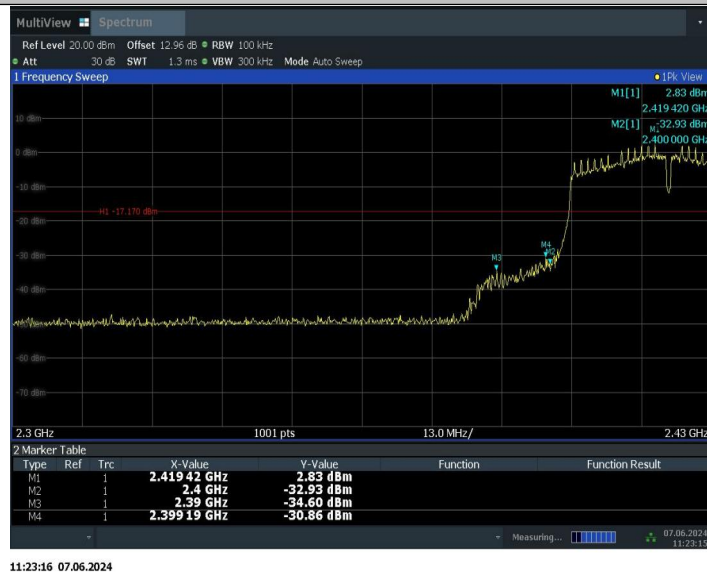 MultiView Spectrum
Ref Level 20.00 dBm Offset 12.96 dB RBW 100 kHz
Att 30 dB SWT 1.3 ms VBW 300 kHz Mode Auto Sweep
1 Frequency Sweep 1Pk View
M1[1] 2.83 dBm
2.419 420 GHz
M2[1] -32.93 dBm
2.400 000 GHz
10 dBm
0 dBm
-10 dBm
H1 -17.170 dBm
-20 dBm
-30 dBm
M4
M2
M3
-40 dBm
-60 dBm
-70 dBm
2.3 GHz 1001 pts 13.0 MHz/ 2.43 GHz
2 Marker Table
Type Ref Trc X-Value Y-Value Function Function Result
M1 1 2.419 42 GHz 2.83 dBm
M2 1 2.4 GHz -32.93 dBm
M3 1 2.39 GHz -34.60 dBm
M4 1 2.399 19 GHz -30.86 dBm
Measuring... 07.06.2024
11:23:15
11:23:16 07.06.2024